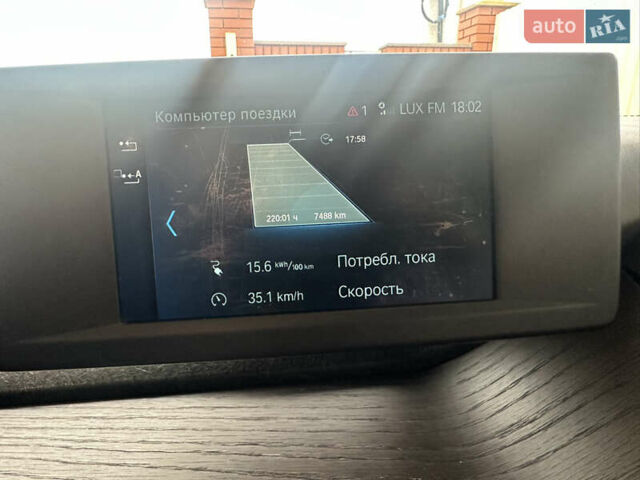 auto RIA.com
Компьютер поездки 1 LUX FM 18:02
17:58
A
220:01 ч 7488 km
15.6 kWh/100 km Потребл. тока
35.1 km/h Скорость